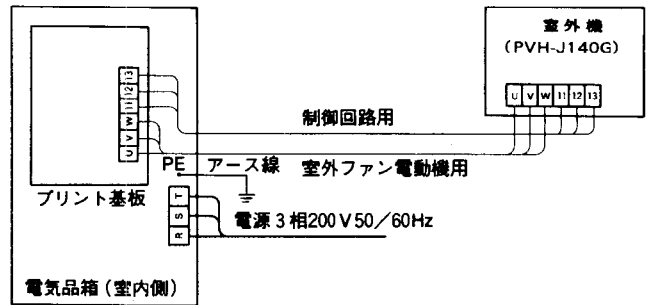 室外機
(PVH-J140G)
U V W 11 12 13
13
12
11
W
V
U
制御回路用
PE アース線 室外ファン電動機用
プリント基板
T
S
R
電源3相200V50/60Hz
電気品箱(室内側)